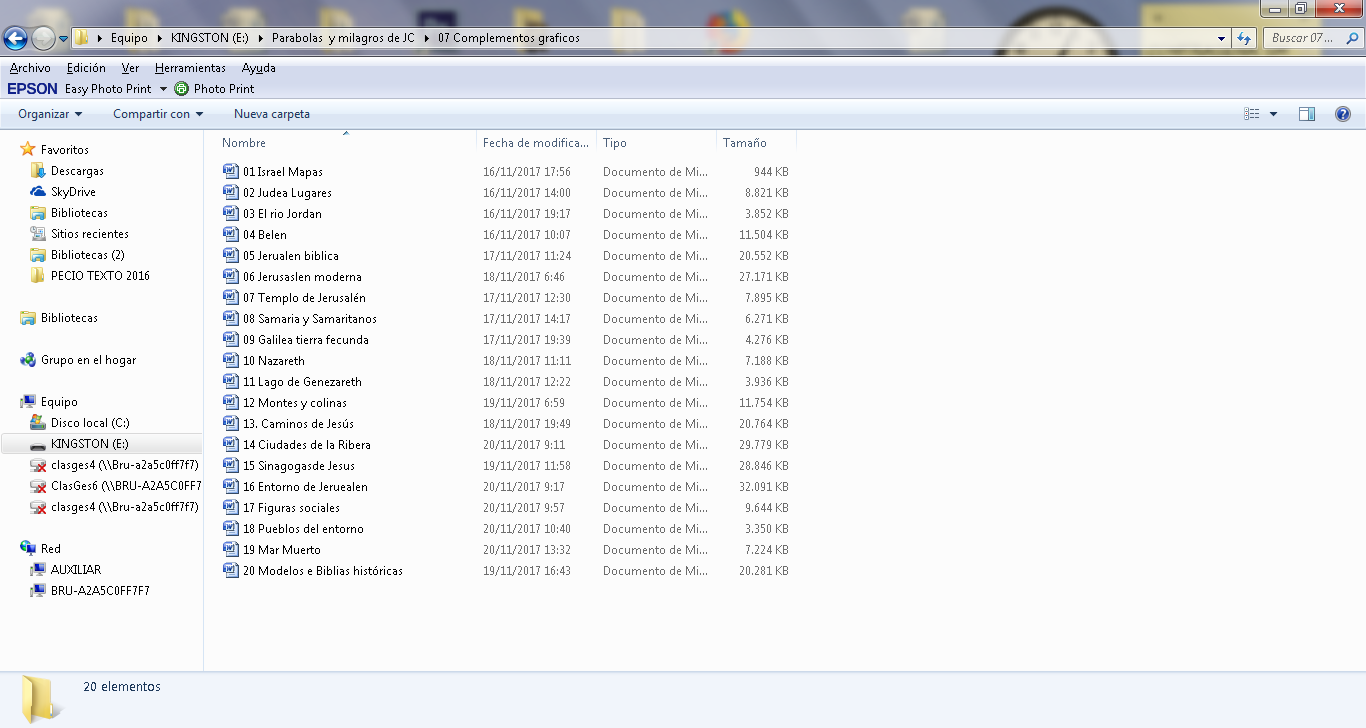 Equipo KINGSTON (E:) Parabolas y milagros de JC 07 Complementos graficos Buscar 07 ...
Archivo Edición Ver Herramientas Ayuda
EPSON Easy Photo Print Photo Print
Organizar Compartir con Nueva carpeta
Favoritos
Descargas
SkyDrive
Bibliotecas
Sitios recientes
Bibliotecas (2)
PECIO TEXTO 2016
Bibliotecas
Grupo en el hogar
Equipo
Disco local (C:)
KINGSTON (E:)
clasges4 (\\Bru-a2a5c0ff7f7)
ClasGes6 (\\BRU-A2A5C0FF7
clasges4 (\\Bru-a2a5c0ff7f7)
Red
AUXILIAR
BRU-A2A5C0FF7F7
Nombre Fecha de modifica... Tipo Tamaño
01 Israel Mapas 16/11/2017 17:56 Documento de Mi... 944 KB
02 Judea Lugares 16/11/2017 14:00 Documento de Mi... 8.821 KB
03 El rio Jordan 16/11/2017 19:17 Documento de Mi... 3.852 KB
04 Belen 16/11/2017 10:07 Documento de Mi... 11.504 KB
05 Jerualen biblica 17/11/2017 11:24 Documento de Mi... 20.552 KB
06 Jerusaslen moderna 18/11/2017 6:46 Documento de Mi... 27.171 KB
07 Templo de Jerusalén 17/11/2017 12:30 Documento de Mi... 7.895 KB
08 Samaria y Samaritanos 17/11/2017 14:17 Documento de Mi... 6.271 KB
09 Galilea tierra fecunda 17/11/2017 19:39 Documento de Mi... 4.276 KB
10 Nazareth 18/11/2017 11:11 Documento de Mi... 7.188 KB
11 Lago de Genezareth 18/11/2017 12:22 Documento de Mi... 3.936 KB
12 Montes y colinas 19/11/2017 6:59 Documento de Mi... 11.754 KB
13. Caminos de Jesús 18/11/2017 19:49 Documento de Mi... 20.764 KB
14 Ciudades de la Ribera 20/11/2017 9:11 Documento de Mi... 29.779 KB
15 Sinagogasde Jesus 19/11/2017 11:58 Documento de Mi... 28.846 KB
16 Entorno de Jeruealen 20/11/2017 9:17 Documento de Mi... 32.091 KB
17 Figuras sociales 20/11/2017 9:57 Documento de Mi... 9.644 KB
18 Pueblos del entorno 20/11/2017 10:40 Documento de Mi... 3.350 KB
19 Mar Muerto 20/11/2017 13:32 Documento de Mi... 7.224 KB
20 Modelos e Biblias históricas 19/11/2017 16:43 Documento de Mi... 20.281 KB
20 elementos